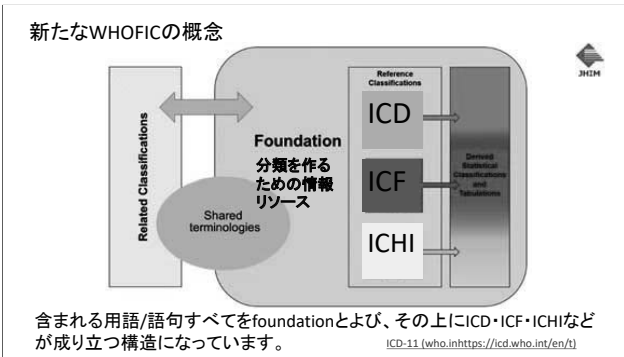 新たなWHOFICの概念
JHIM
Related Classifications
Shared
terminologies
Foundation
分類を作る
ための情報
リソース
Reference
Classifications
ICD
ICF
ICHI
Derived
Statistical
Classifications
and
Tabulations
含まれる用語/語句すべてをfoundationとよび、その上にICD・ICF・ICHIなど
が成り立つ構造になっています。
ICD-11 (who.inhttps://icd.who.int/en/t)